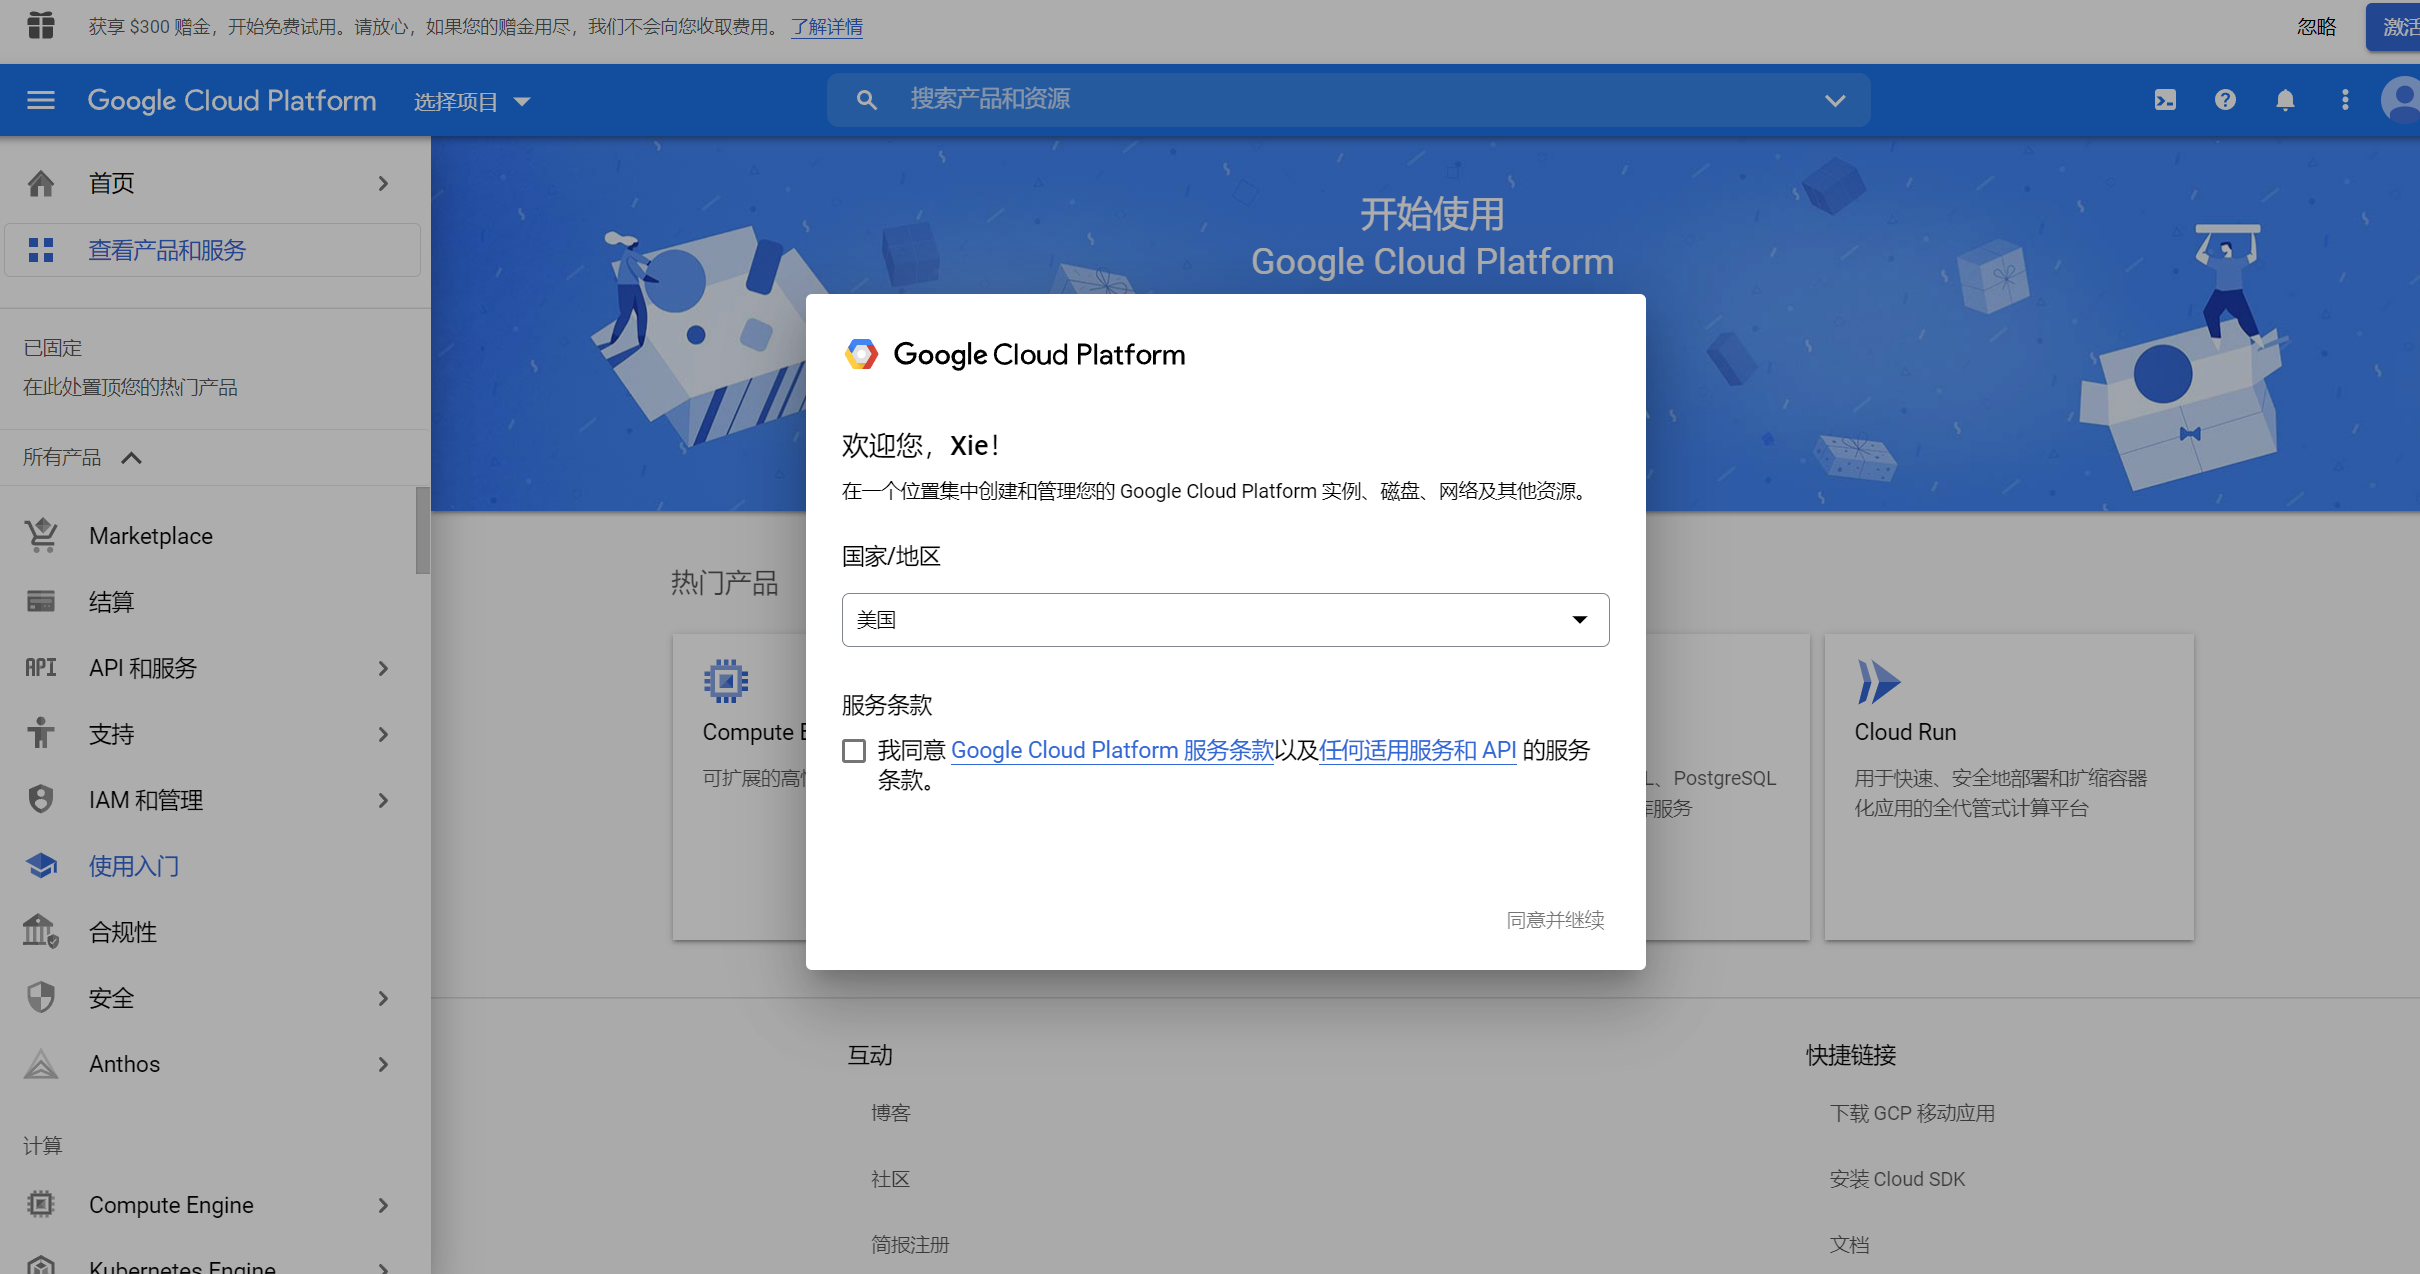 获享 $300 赠金，开始免费试用。请放心，如果您的赠金用尽，我们不会向您收取费用。 了解详情
忽略
激活
Google Cloud Platform
选择项目
搜索产品和资源
首页
查看产品和服务
已固定
在此处置顶您的热门产品
所有产品
Marketplace
结算
API 和服务
支持
IAM 和管理
使用入门
合规性
安全
Anthos
计算
Compute Engine
Kubernetes Engine
开始使用
Google Cloud Platform
Google Cloud Platform
欢迎您，Xie！
在一个位置集中创建和管理您的 Google Cloud Platform 实例、磁盘、网络及其他资源。
国家/地区
美国
服务条款
我同意 Google Cloud Platform 服务条款以及任何适用服务和 API 的服务
条款。
同意并继续
热门产品
Compute
可扩展的高
、PostgreSQL
服务
Cloud Run
用于快速、安全地部署和扩缩容器
化应用的全代管式计算平台
互动
博客
社区
简报注册
快捷链接
下载 GCP 移动应用
安装 Cloud SDK
文档